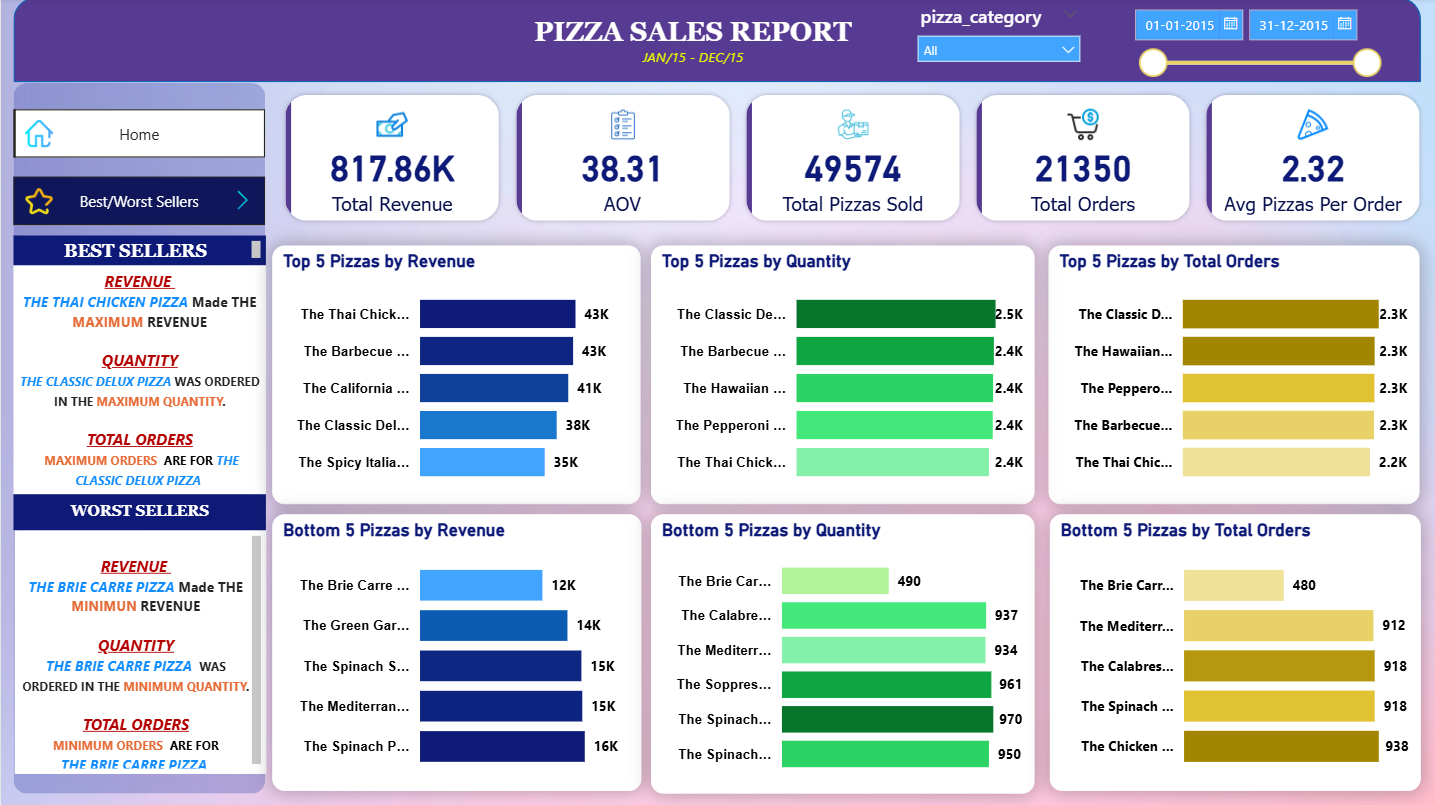 PIZZA SALES REPORT
JAN/15 - DEC/15
pizza_category
All
01-01-2015
31-12-2015
Home
Best/Worst Sellers
BEST SELLERS
REVENUE
THE THAI CHICKEN PIZZA Made THE
MAXIMUM REVENUE
QUANTITY
THE CLASSIC DELUX PIZZA WAS ORDERED
IN THE MAXIMUM QUANTITY.
TOTAL ORDERS
MAXIMUM ORDERS ARE FOR THE
CLASSIC DELUX PIZZA
WORST SELLERS
REVENUE
THE BRIE CARRE PIZZA Made THE
MINIMUN REVENUE
QUANTITY
THE BRIE CARRE PIZZA WAS
ORDERED IN THE MINIMUM QUANTITY.
TOTAL ORDERS
MINIMUM ORDERS ARE FOR
THE BRIE CARRE PIZZA
817.86K
Total Revenue
38.31
AOV
49574
Total Pizzas Sold
21350
Total Orders
2.32
Avg Pizzas Per Order
Top 5 Pizzas by Revenue
The Thai Chick... 43K
The Barbecue ... 43K
The California ... 41K
The Classic Del... 38K
The Spicy Italia... 35K
Top 5 Pizzas by Quantity
The Classic De... 2.5K
The Barbecue ... 2.4K
The Hawaiian ... 2.4K
The Pepperoni ... 2.4K
The Thai Chick... 2.4K
Top 5 Pizzas by Total Orders
The Classic D... 2.3K
The Hawaiian... 2.3K
The Peppero... 2.3K
The Barbecue... 2.3K
The Thai Chic... 2.2K
Bottom 5 Pizzas by Revenue
The Brie Carre ... 12K
The Green Gar... 14K
The Spinach S... 15K
The Mediterran... 15K
The Spinach P... 16K
Bottom 5 Pizzas by Quantity
The Brie Car... 490
The Calabre... 937
The Mediterr... 934
The Soppres... 961
The Spinach... 970
The Spinach... 950
Bottom 5 Pizzas by Total Orders
The Brie Carr... 480
The Mediterr... 912
The Calabres... 918
The Spinach ... 918
The Chicken ... 938